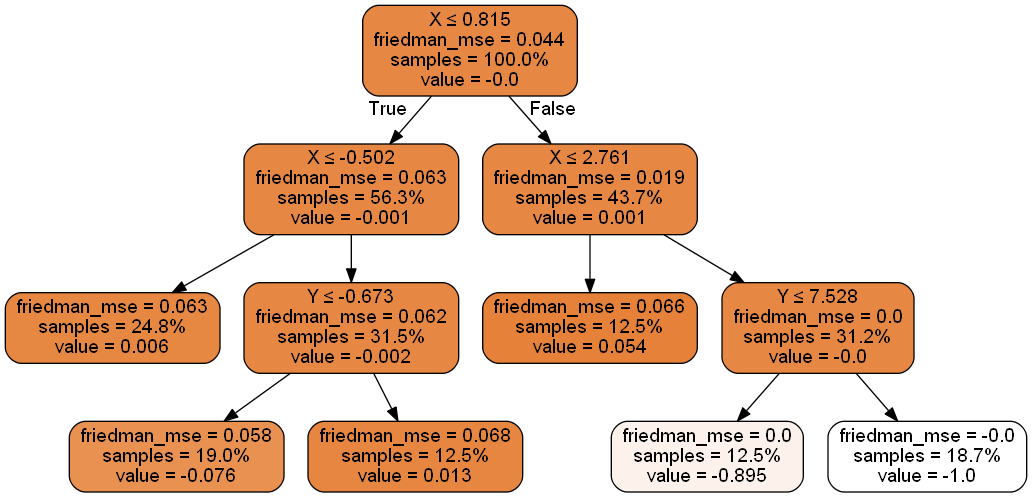 X ≤ 0.815
friedman_mse = 0.044
samples = 100.0%
value = -0.0
True
False
X ≤ -0.502
friedman_mse = 0.063
samples = 56.3%
value = -0.001
X ≤ 2.761
friedman_mse = 0.019
samples = 43.7%
value = 0.001
friedman_mse = 0.063
samples = 24.8%
value = 0.006
Y ≤ -0.673
friedman_mse = 0.062
samples = 31.5%
value = -0.002
friedman_mse = 0.066
samples = 12.5%
value = 0.054
Y ≤ 7.528
friedman_mse = 0.0
samples = 31.2%
value = -0.0
friedman_mse = 0.058
samples = 19.0%
value = -0.076
friedman_mse = 0.068
samples = 12.5%
value = 0.013
friedman_mse = 0.0
samples = 12.5%
value = -0.895
friedman_mse = -0.0
samples = 18.7%
value = -1.0